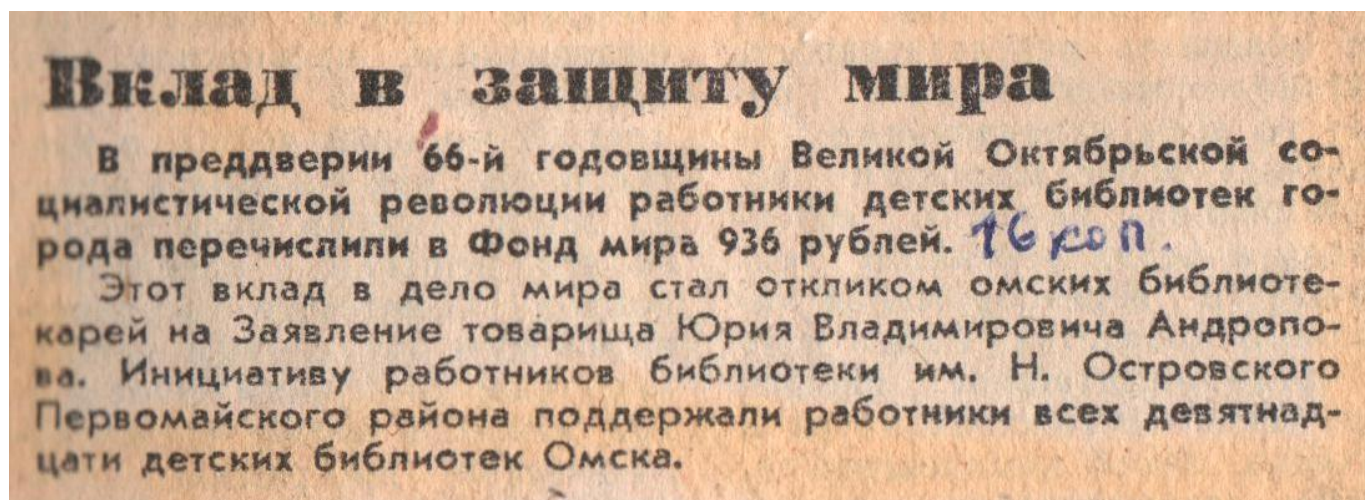 Вклад в защиту мира
В преддверии 66-й годовщины Великой Октябрьской со-
циалистической революции работники детских библиотек го-
рода перечислили в Фонд мира 936 рублей. 16 коп.
Этот вклад в дело мира стал откликом омских библиоте-
карей на Заявление товарища Юрия Владимировича Андропо-
ва. Инициативу работников библиотеки им. Н. Островского
Первомайского района поддержали работники всех девятнад-
цати детских библиотек Омска.